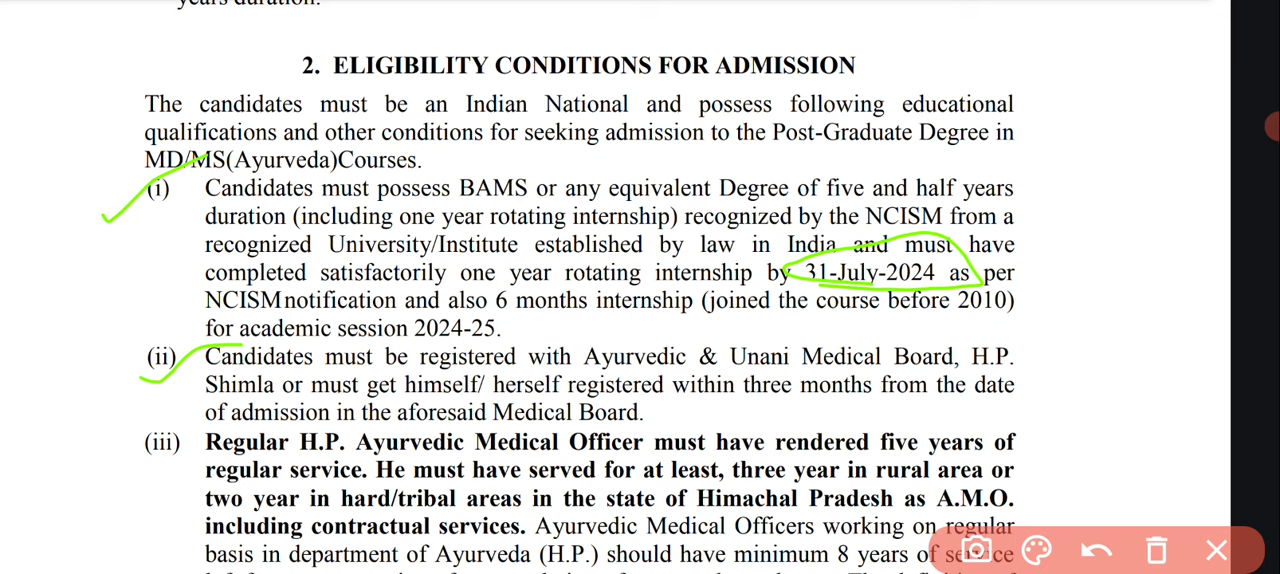 years duration.
2. ELIGIBILITY CONDITIONS FOR ADMISSION
The candidates must be an Indian National and possess following educational
qualifications and other conditions for seeking admission to the Post-Graduate Degree in
MD/MS(Ayurveda)Courses.
(i) Candidates must possess BAMS or any equivalent Degree of five and half years
duration (including one year rotating internship) recognized by the NCISM from a
recognized University/Institute established by law in India and must have
completed satisfactorily one year rotating internship by 31-July-2024 as per
NCISM notification and also 6 months internship (joined the course before 2010)
for academic session 2024-25.
(ii) Candidates must be registered with Ayurvedic & Unani Medical Board, H.P.
Shimla or must get himself/ herself registered within three months from the date
of admission in the aforesaid Medical Board.
(iii) Regular H.P. Ayurvedic Medical Officer must have rendered five years of
regular service. He must have served for at least, three year in rural area or
two year in hard/tribal areas in the state of Himachal Pradesh as A.M.O.
including contractual services. Ayurvedic Medical Officers working on regular
basis in department of Ayurveda (H.P.) should have minimum 8 years of service